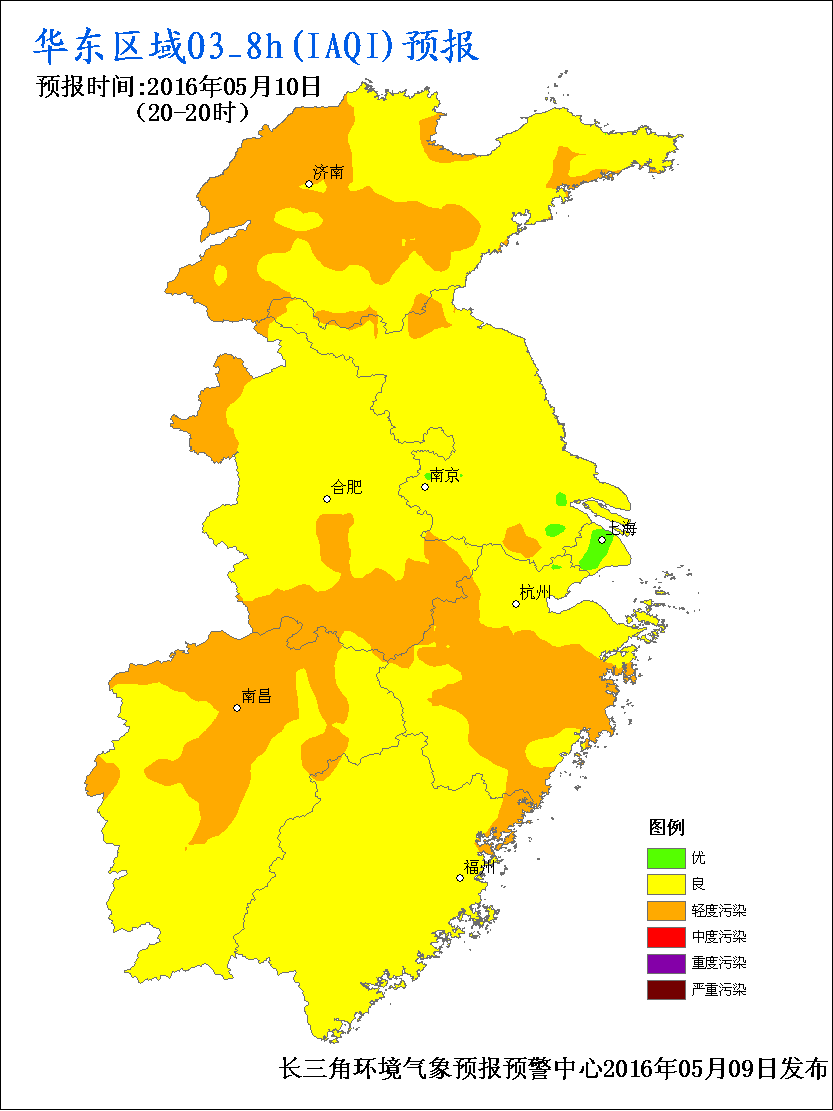 华东区域O3_8h(IAQI)预报
预报时间:2016年05月10日
(20-20时)
济南
南京
合肥
上海
杭州
南昌
福州
图例
优
良
轻度污染
中度污染
重度污染
严重污染
长三角环境气象预报预警中心2016年05月09日发布